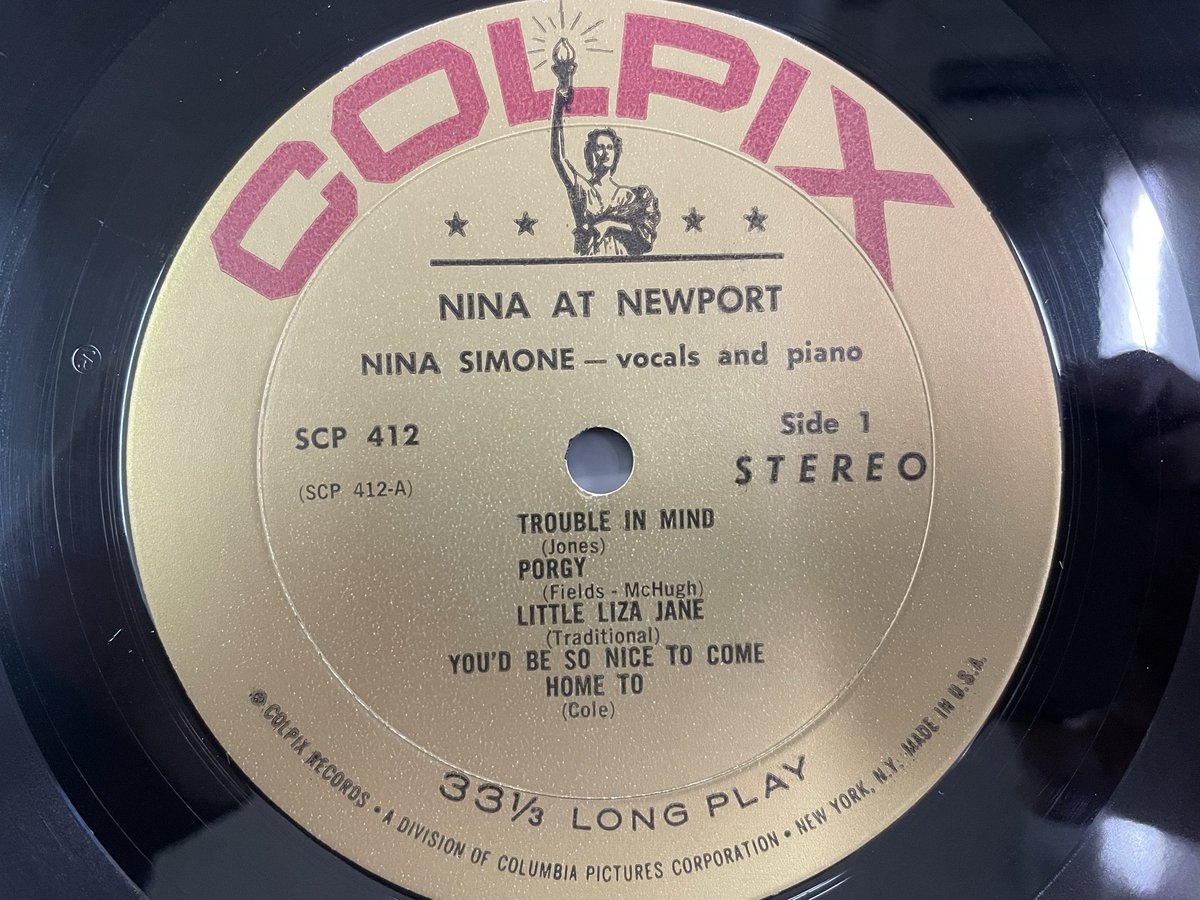 COLPIX
NINA AT NEWPORT
NINA SIMONE — vocals and piano
SCP 412
Side 1
(SCP 412-A)
STEREO
TROUBLE IN MIND
(Jones)
PORGY
(Fields - McHugh)
LITTLE LIZA JANE
(Traditional)
YOU'D BE SO NICE TO COME
HOME TO
(Cole)
33⅓ LONG PLAY
℗ COLPIX RECORDS • A DIVISION OF COLUMBIA PICTURES CORPORATION • NEW YORK, N.Y. MADE IN U.S.A.